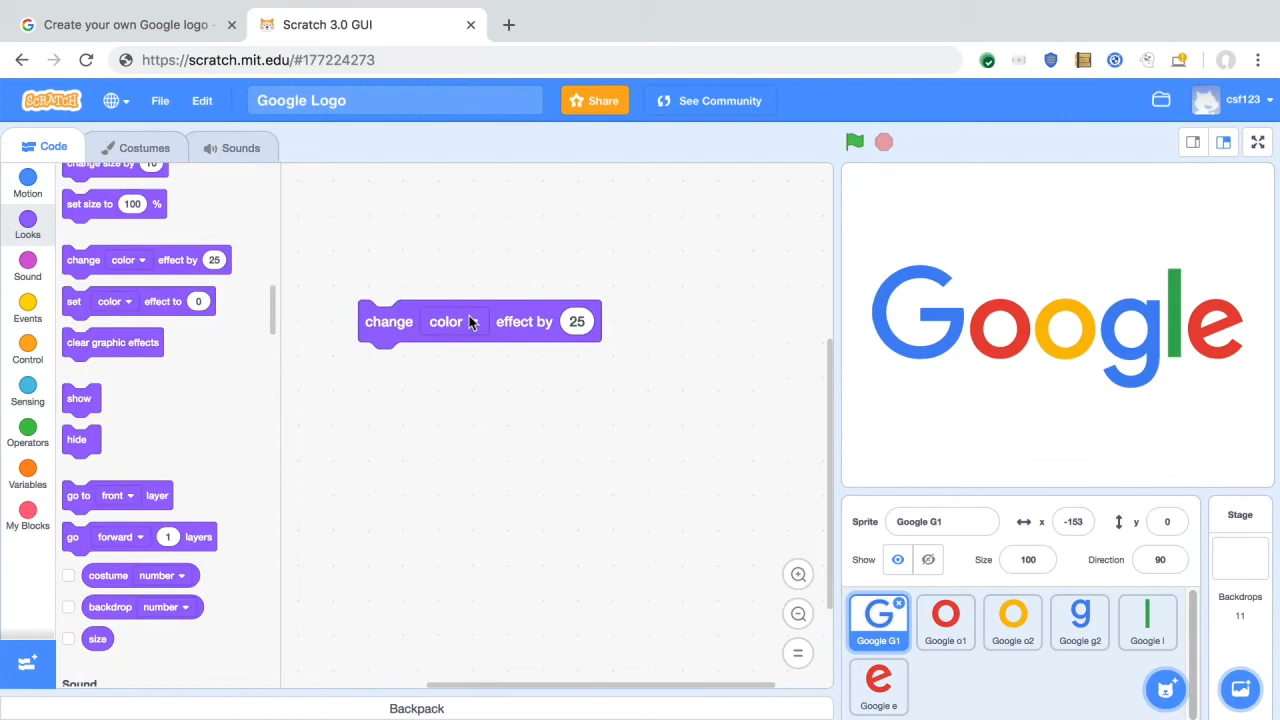 Create your own Google logo -
Scratch 3.0 GUI
https://scratch.mit.edu/#177224273
SCRATCH
File
Edit
Google Logo
Share
See Community
csf123
Code
Costumes
Sounds
Motion
Looks
Sound
Events
Control
Sensing
Operators
Variables
My Blocks
change size by 10
set size to 100 %
change color effect by 25
set color effect to 0
clear graphic effects
show
hide
go to front layer
go forward 1 layers
costume number
backdrop number
size
Sound
change color effect by 25
Google
Sprite Google G1 x -153 y 0
Show Size 100 Direction 90
Stage
Backdrops
11
G
Google G1
o
Google o1
o
Google o2
g
Google g2
l
Google l
e
Google e
Backpack